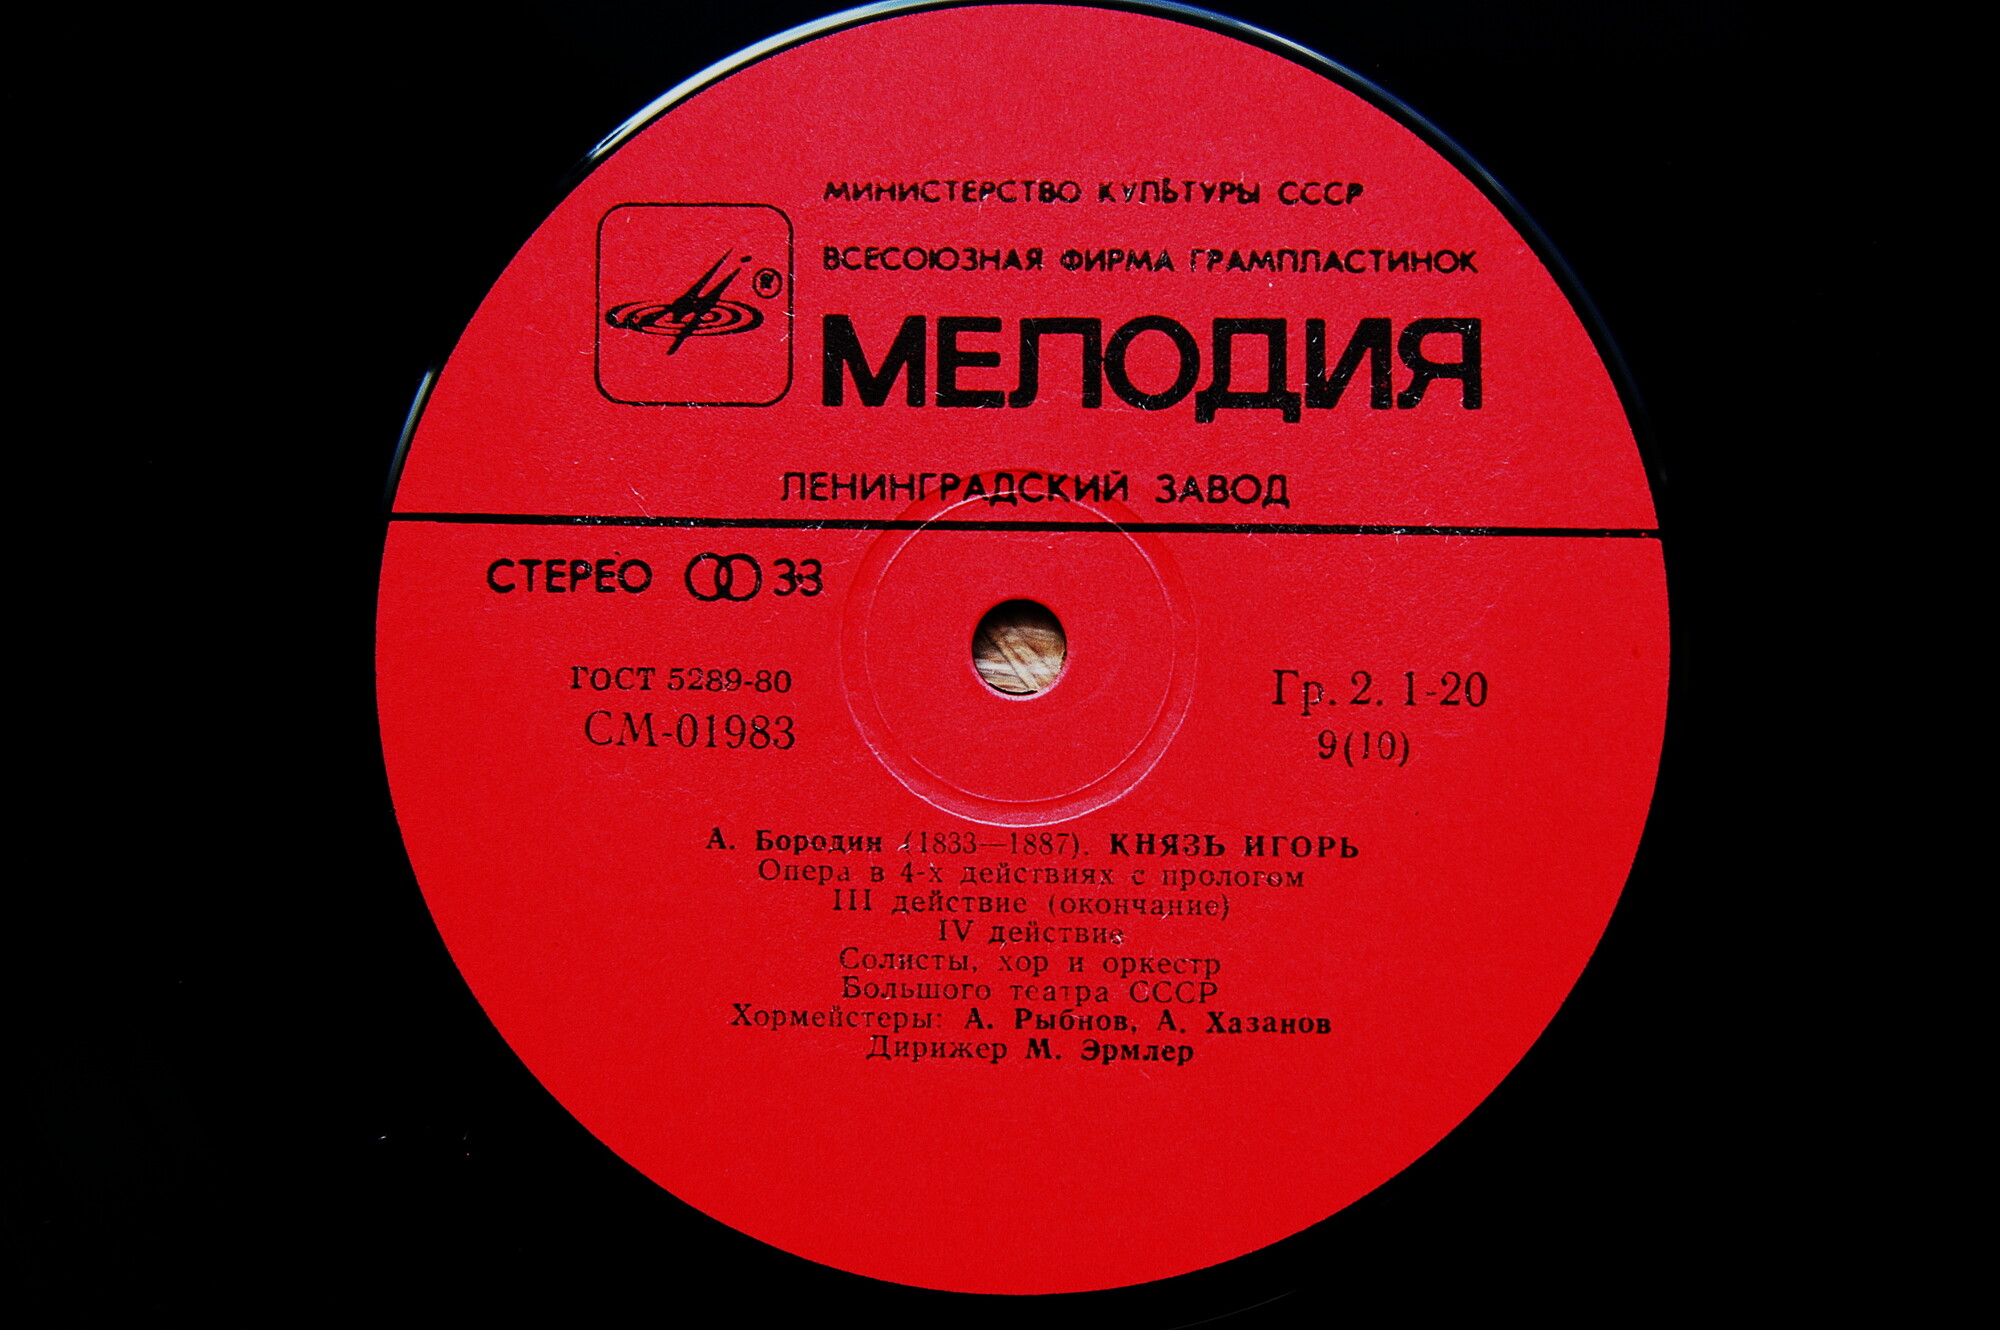 МИНИСТЕРСТВО КУЛЬТУРЫ СССР
ВСЕСОЮЗНАЯ ФИРМА ГРАМПЛАСТИНОК
МЕЛОДИЯ
ЛЕНИНГРАДСКИЙ ЗАВОД
СТЕРЕО 33
ГОСТ 5289-80
СМ-01983
Гр. 2. 1-20
9(10)
А. Бородин (1833—1887). КНЯЗЬ ИГОРЬ
Опера в 4-х действиях с прологом
III действие (окончание)
IV действие
Солисты, хор и оркестр
Большого театра СССР
Хормейстеры: А. Рыбнов, А. Хазанов
Дирижер М. Эрмлер